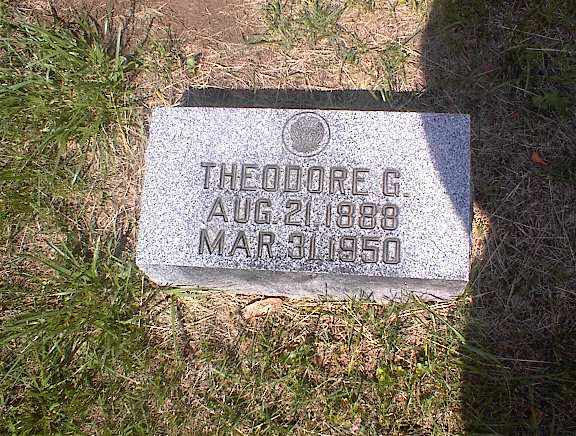 THEODORE G.
AUG. 21, 1888
MAR 31, 1950